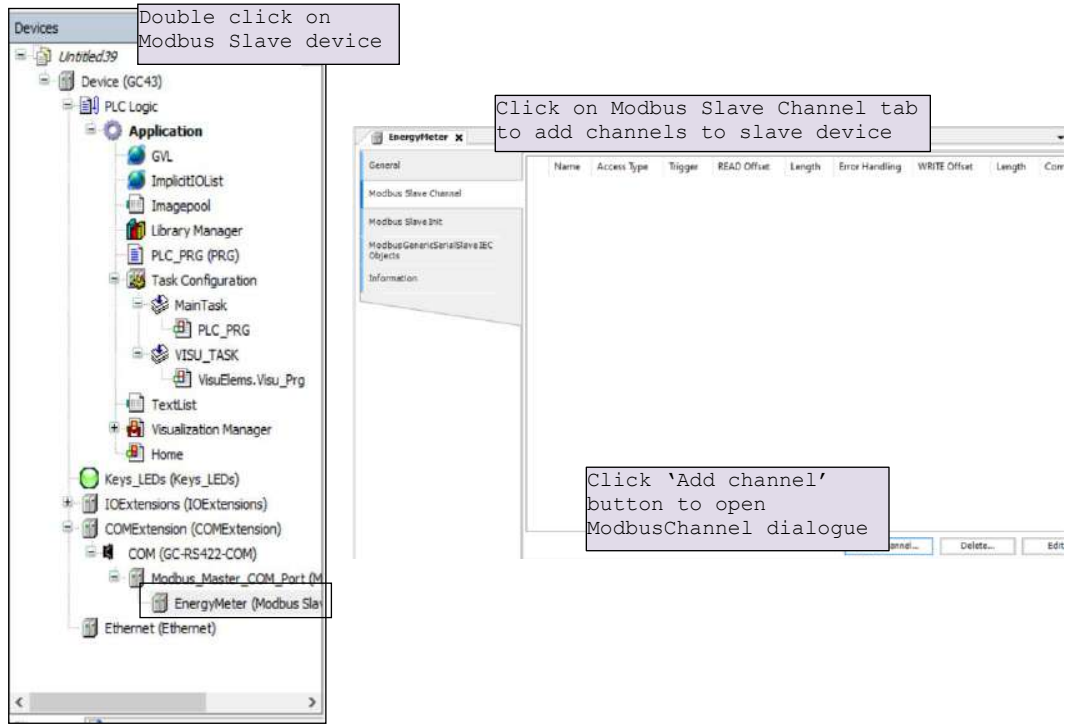 Double click on
Modbus Slave device
Devices
Untitled39
Device (GC43)
PLC Logic
Application
GVL
ImplicitIOList
Imagepool
Library Manager
PLC_PRG (PRG)
Task Configuration
MainTask
PLC_PRG
VISU_TASK
VisuElems.Visu_Prg
TextList
Visualization Manager
Home
Keys_LEDs (Keys_LEDs)
IOExtensions (IOExtensions)
COMExtension (COMExtension)
COM (GC-RS422-COM)
Modbus_Master_COM_Port (M
EnergyMeter (Modbus Slav
Ethernet (Ethernet)
Click on Modbus Slave Channel tab
to add channels to slave device
EnergyMeter
General
Modbus Slave Channel
Modbus Slave Init
ModbusGenericSerialSlave IEC
Objects
Information
Name Access Type Trigger READ Offset Length Error Handling WRITE Offset Length Com
Click ‘Add channel’
button to open
ModbusChannel dialogue
Delete... Edit